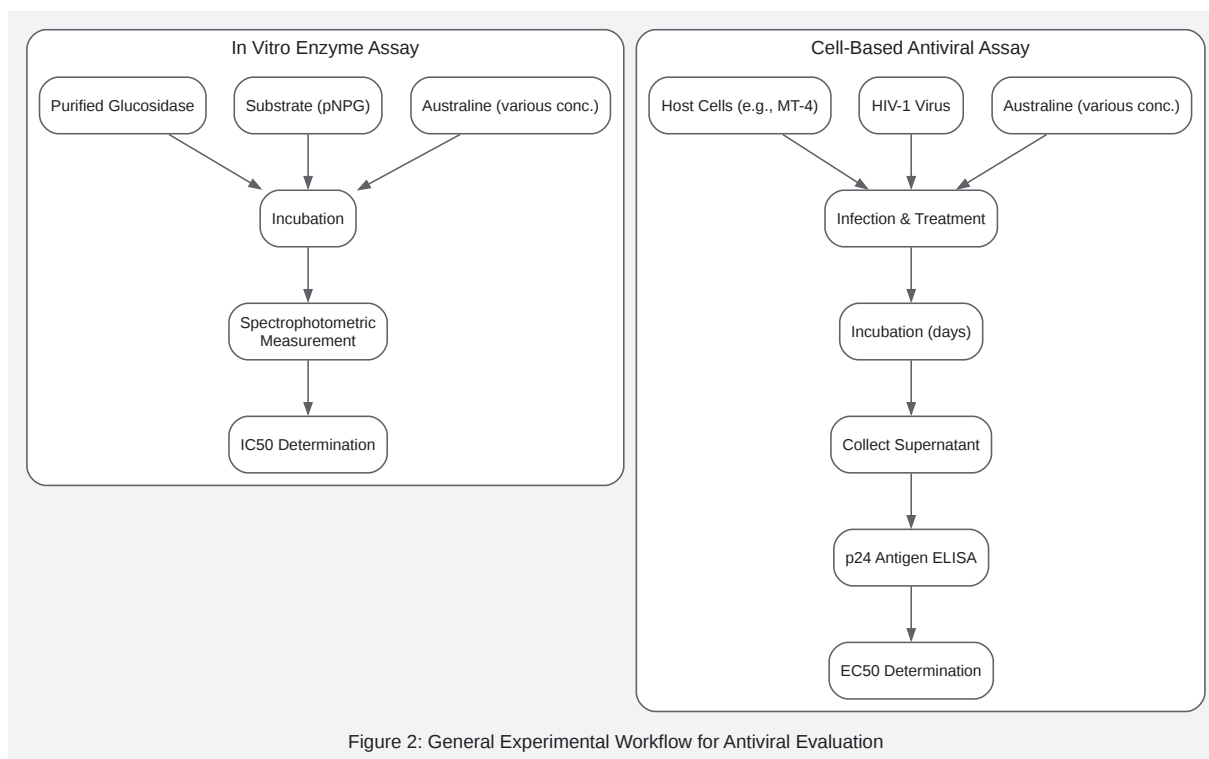 In Vitro Enzyme Assay
Purified Glucosidase
Substrate (pNPG)
Australine (various conc.)
Incubation
Spectrophotometric
Measurement
IC50 Determination
Cell-Based Antiviral Assay
Host Cells (e.g., MT-4)
HIV-1 Virus
Australine (various conc.)
Infection & Treatment
Incubation (days)
Collect Supernatant
p24 Antigen ELISA
EC50 Determination
Figure 2: General Experimental Workflow for Antiviral Evaluation